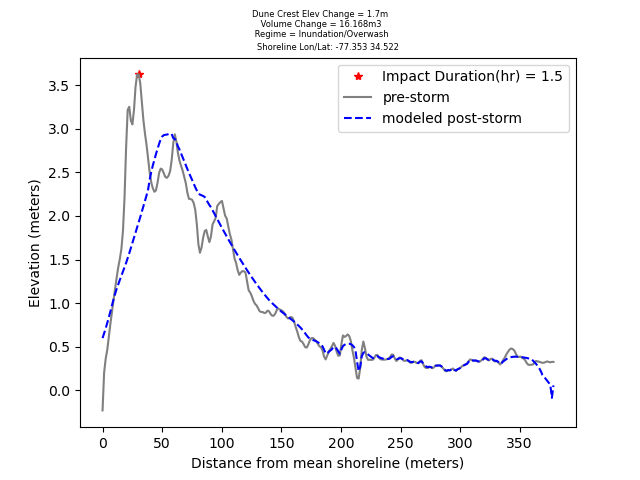 Dune Crest Elev Change = 1.7m
Volume Change = 16.168m3
Regime = Inundation/Overwash
Shoreline Lon/Lat: -77.353 34.522
Impact Duration(hr) = 1.5
pre-storm
modeled post-storm
Elevation (meters)
3.5
3.0
2.5
2.0
1.5
1.0
0.5
0.0
0 50 100 150 200 250 300 350
Distance from mean shoreline (meters)